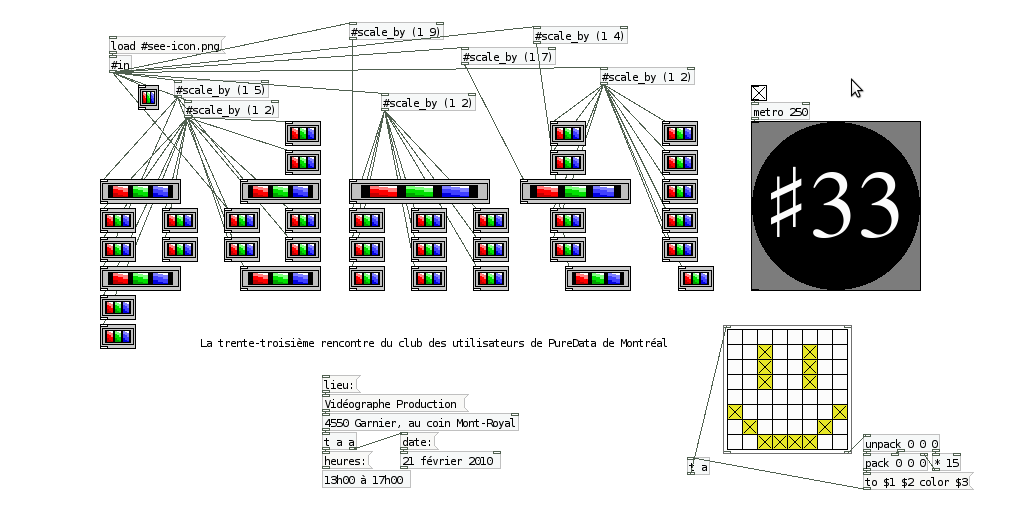 #scale_by (1 9)
#scale_by (1 4)
load #see-icon.png
#scale_by (1 7)
#in
#scale_by (1 2)
#scale_by (1 5)
#scale_by (1 2)
#scale_by (1 2)
metro 250
#33
La trente-troisième rencontre du club des utilisateurs de PureData de Montréal
lieu:
Vidéographe Production
4550 Garnier, au coin Mont-Royal
t a a
date:
heures:
21 février 2010
13h00 à 17h00
unpack 0 0 0
t a
pack 0 0 0
* 15
to $1 $2 color $3